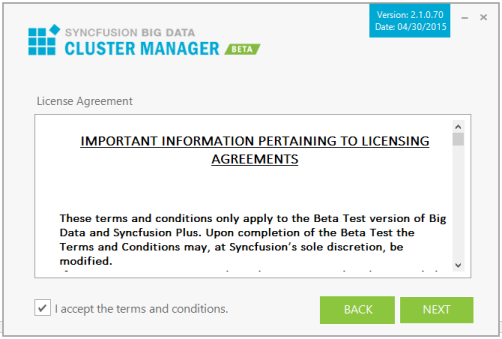 SYNCFUSION BIG DATA
CLUSTER MANAGER BETA
Version: 2.1.0.70
Date: 04/30/2015
License Agreement
IMPORTANT INFORMATION PERTAINING TO LICENSING
AGREEMENTS
These terms and conditions only apply to the Beta Test version of Big
Data and Syncfusion Plus. Upon completion of the Beta Test the
Terms and Conditions may, at Syncfusion's sole discretion, be
modified.
I accept the terms and conditions.
BACK
NEXT